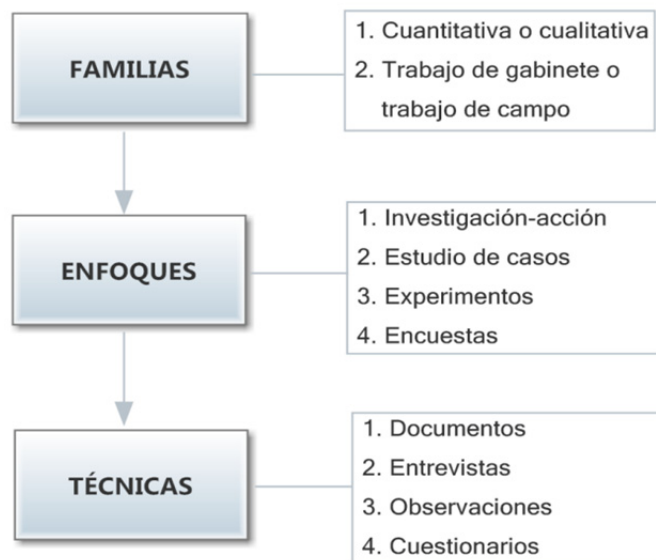 FAMILIAS
1. Cuantitativa o cualitativa
2. Trabajo de gabinete o
trabajo de campo
ENFOQUES
1. Investigación-acción
2. Estudio de casos
3. Experimentos
4. Encuestas
TÉCNICAS
1. Documentos
2. Entrevistas
3. Observaciones
4. Cuestionarios